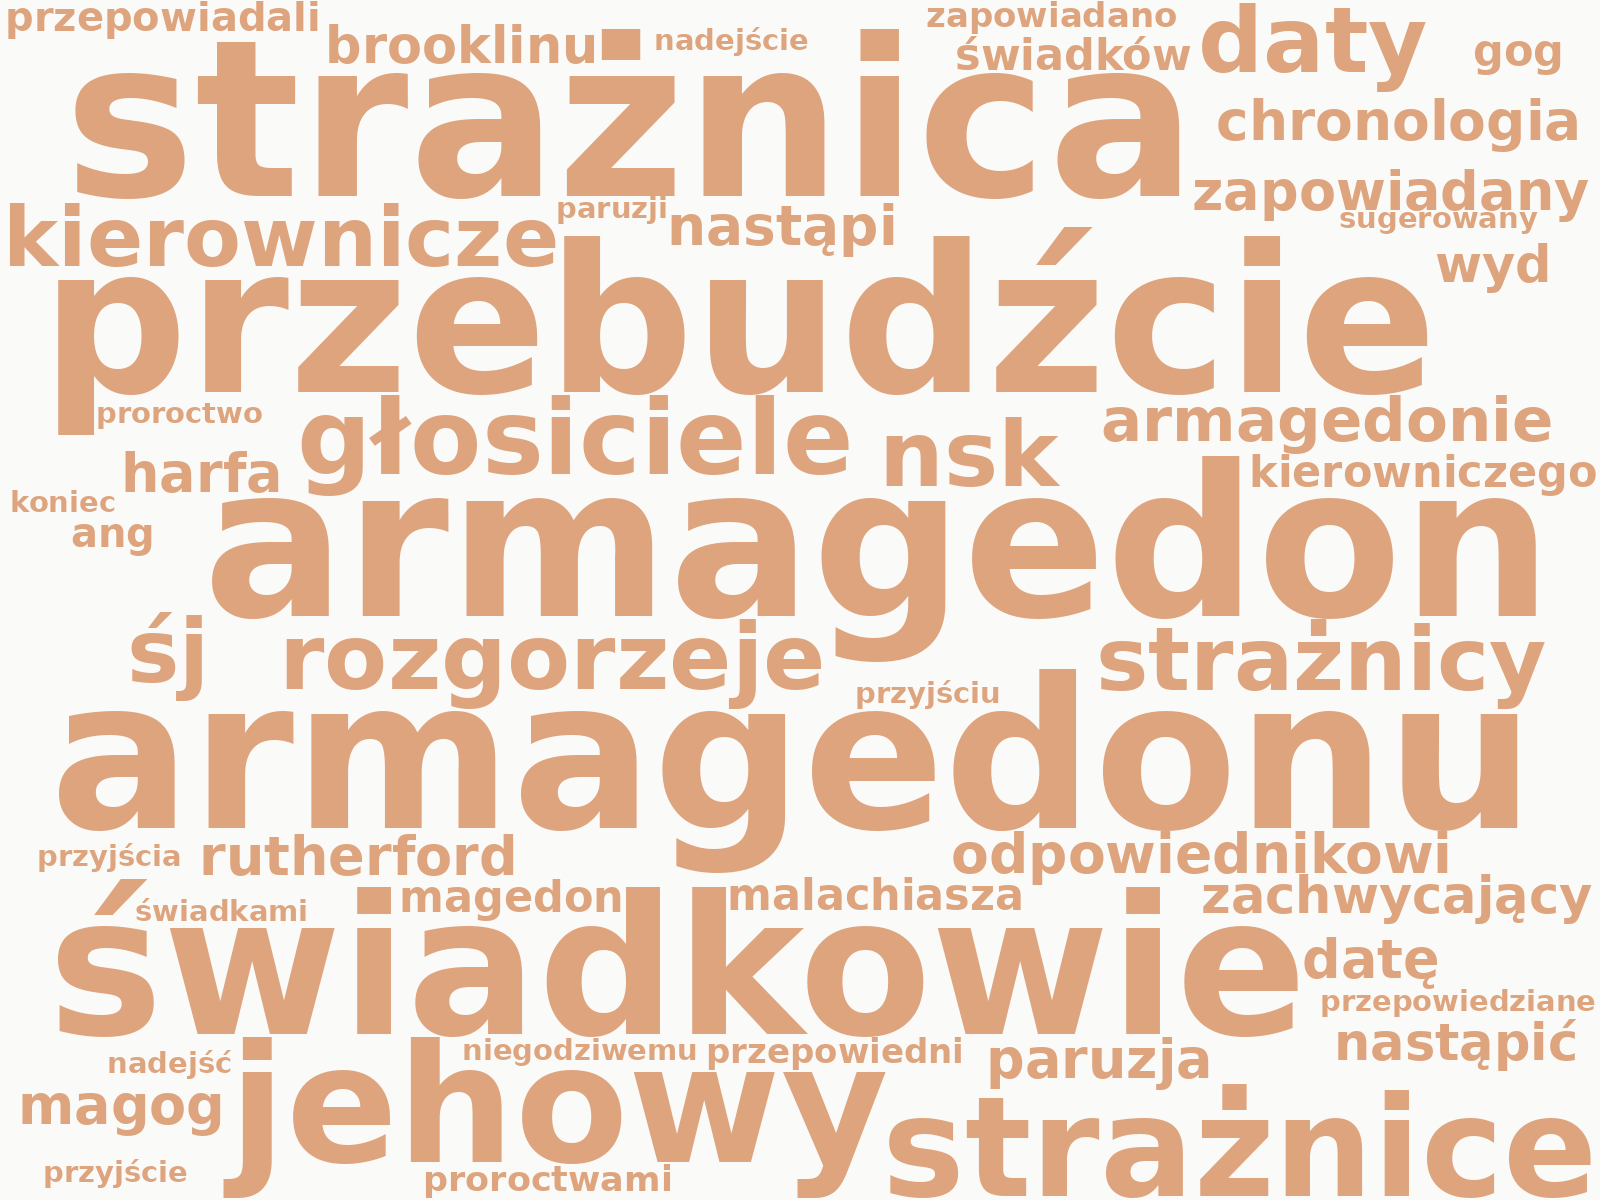 przepowiadali
brooklinu
nadejście
zapowiadano
świadków
daty
gog
strażnica
chronologia
zapowiadany
sugerowany
kierownicze
paruzji
nastąpi
wyd
przebudźcie
proroctwo
głosiciele
nsk
armagedonie
harfa
kierowniczego
koniec
ang
armagedon
śj
rozgorzeje
przyjściu
strażnicy
armagedonu
przyjścia
rutherford
odpowiednikowi
świadkami
magedon
malachiasza
zachwycający
świadkowie
datę
przepowiedziane
nadejść
niegodziwemu
przepowiedni
paruzja
nastąpić
magog
jehowy
strażnice
przyjście
proroctwami